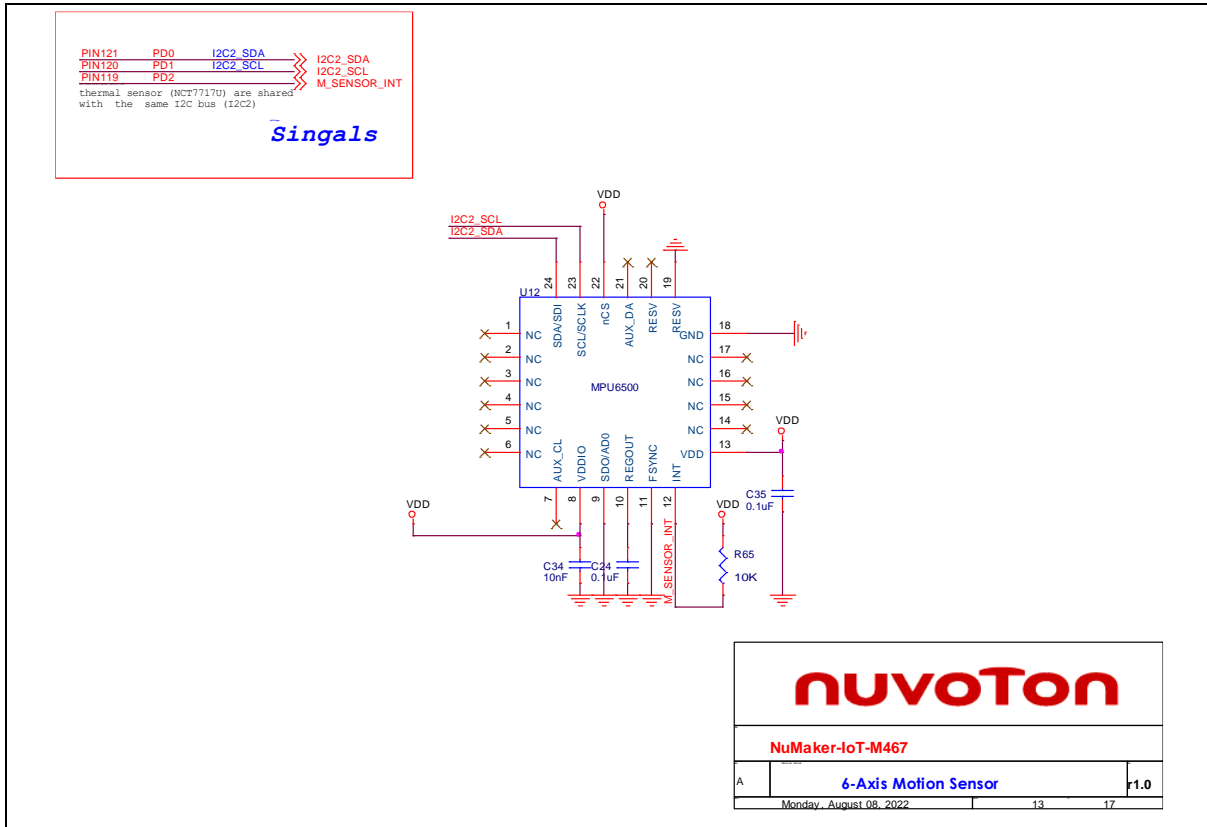 PIN121 PD0 I2C2_SDA I2C2_SDA
PIN120 PD1 I2C2_SCL I2C2_SCL
PIN119 PD2 M_SENSOR_INT
thermal sensor (NCT7717U) are shared
with the same I2C bus (I2C2)
Singals
VDD
I2C2_SCL
I2C2_SDA
24 23 22 21 20 19
U12
SDA/SDI SCL/SCLK nCS AUX_DA RESV RESV
1 NC GND 18
2 NC NC 17
3 NC NC 16
MPU6500
4 NC NC 15
5 NC NC 14
6 NC VDD 13
VDD
AUX_CL VDDIO SDO/AD0 REGOUT FSYNC INT
7 8 9 10 11 12
VDD
VDD
C35
0.1uF
M_SENSOR_INT
R65
10K
C34
10nF
C24
0.1uF
nuvoTon
NuMaker-IoT-M467
A 6-Axis Motion Sensor r1.0
Monday, August 08, 2022 13 17